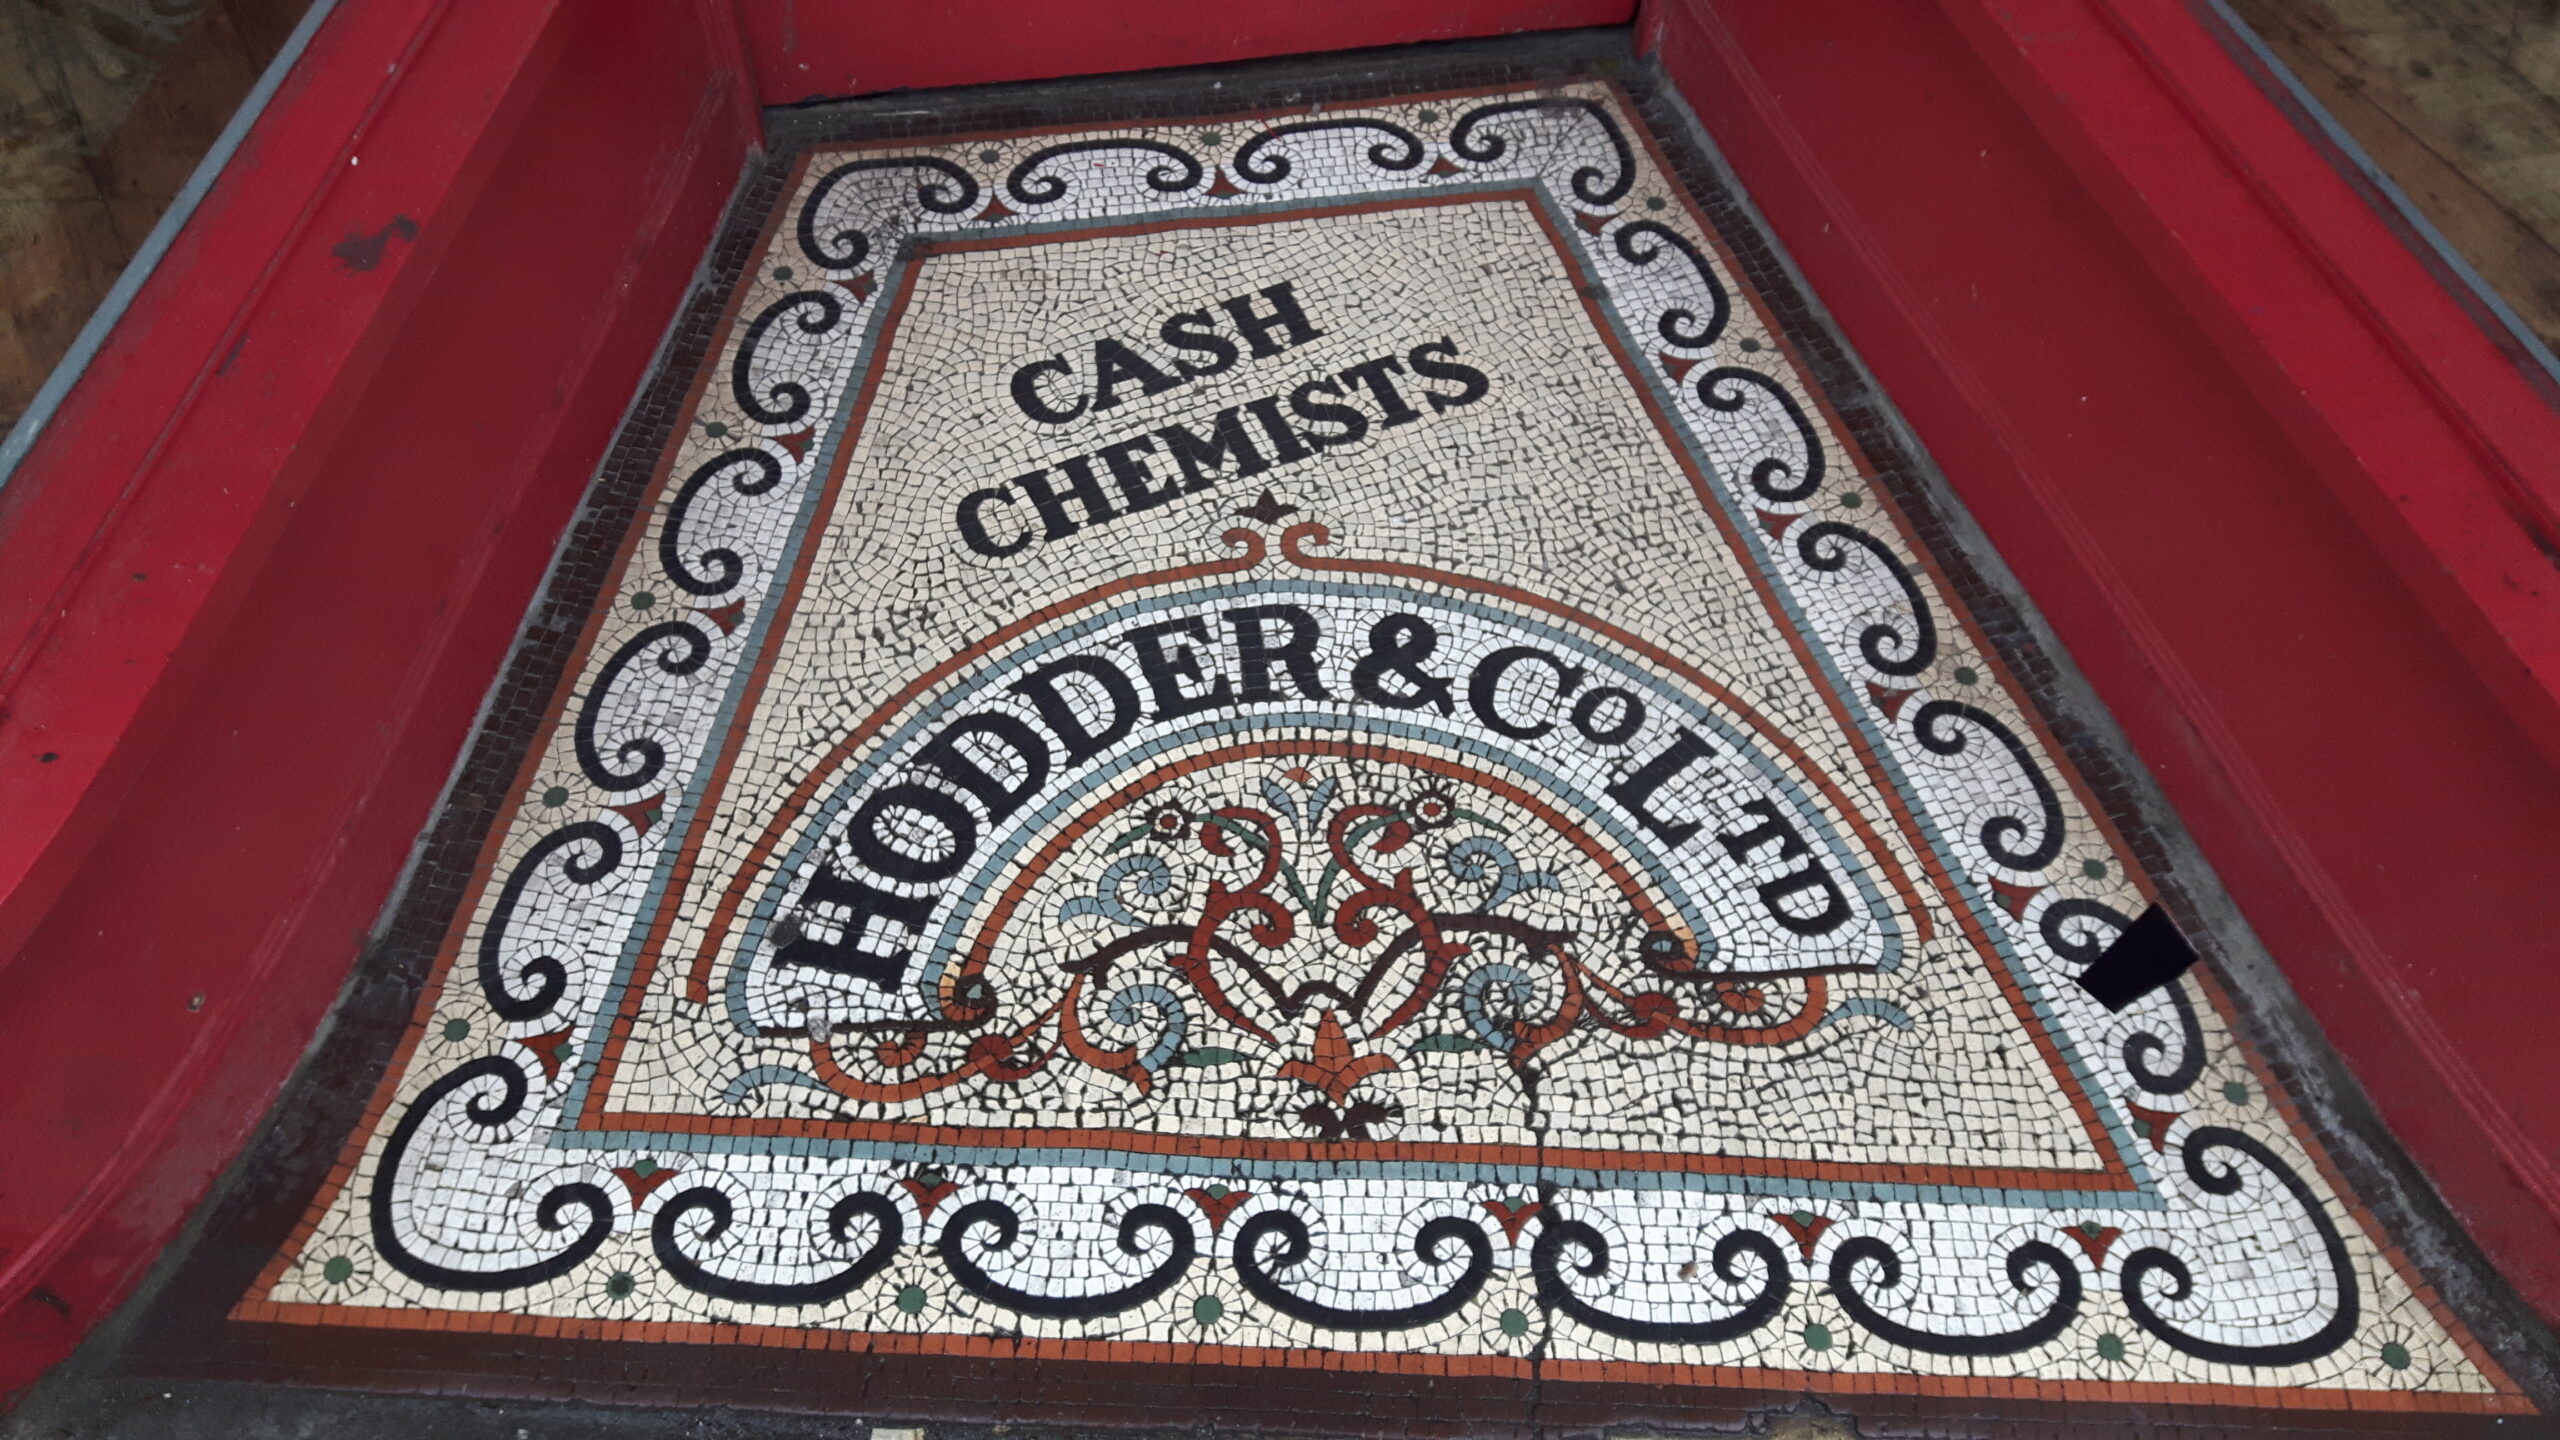 CASH
CHEMISTS
HODDER & Co LTD